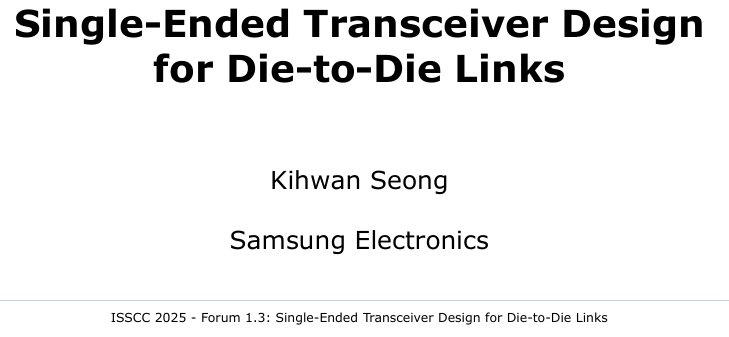 Single-Ended Transceiver Design
for Die-to-Die Links
Kihwan Seong
Samsung Electronics
ISSCC 2025 - Forum 1.3: Single-Ended Transceiver Design for Die-to-Die Links